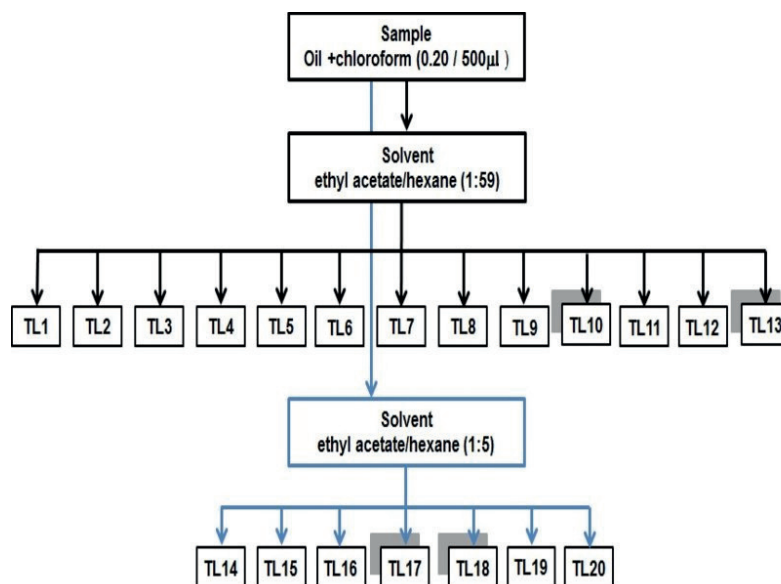 Sample
Oil +chloroform (0.20 / 500µl )
Solvent
ethyl acetate/hexane (1:59)
TL1 TL2 TL3 TL4 TL5 TL6 TL7 TL8 TL9 TL10 TL11 TL12 TL13
Solvent
ethyl acetate/hexane (1:5)
TL14 TL15 TL16 TL17 TL18 TL19 TL20